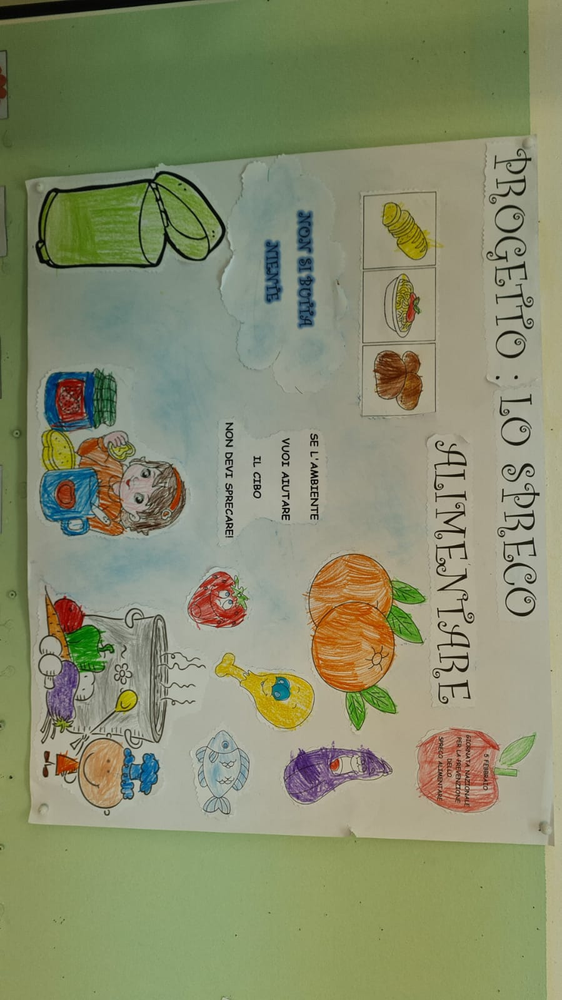 PROGETTO : LO SPRECO
ALIMENTARE
5 FEBBRAIO
GIORNATA NAZIONALE
PER LA PREVENZIONE
DELLO
SPREGO ALIMENTARE
NON SI BUTTA
NIENTE
SE L'AMBIENTE
VUOI AIUTARE
IL CIBO
NON DEVI SPRECARE!